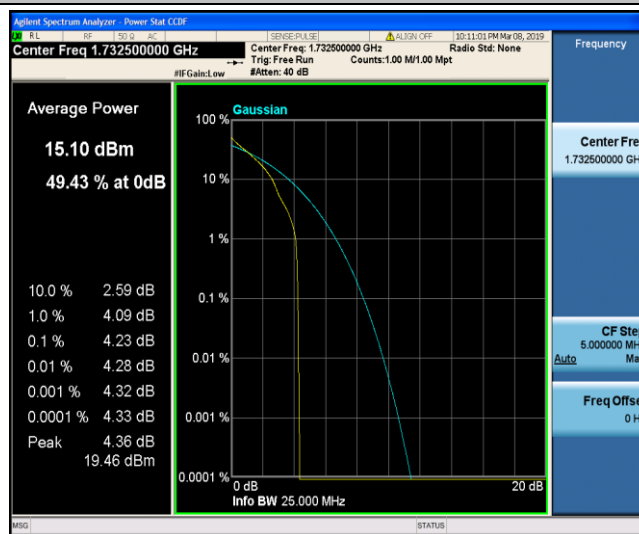 Agilent Spectrum Analyzer - Power Stat CCDF
RL RF 50 Ω AC SENSE:PULSE ALIGN OFF 10:11:01 PM Mar 08, 2019
Center Freq 1.732500000 GHz
Center Freq: 1.732500000 GHz Radio Std: None
Trig: Free Run Counts:1.00 M/1.00 Mpt
#IFGain:Low #Atten: 40 dB
Frequency
Average Power
15.10 dBm
49.43 % at 0dB
10.0 % 2.59 dB
1.0 % 4.09 dB
0.1 % 4.23 dB
0.01 % 4.28 dB
0.001 % 4.32 dB
0.0001 % 4.33 dB
Peak 4.36 dB
19.46 dBm
Gaussian
100 %
10 %
1 %
0.1 %
0.01 %
0.001 %
0.0001 %
0 dB 20 dB
Info BW 25.000 MHz
Center Fre
1.732500000 GH
CF Ste
5.000000 MH
Auto Ma
Freq Offse
0 H
MSG STATUS